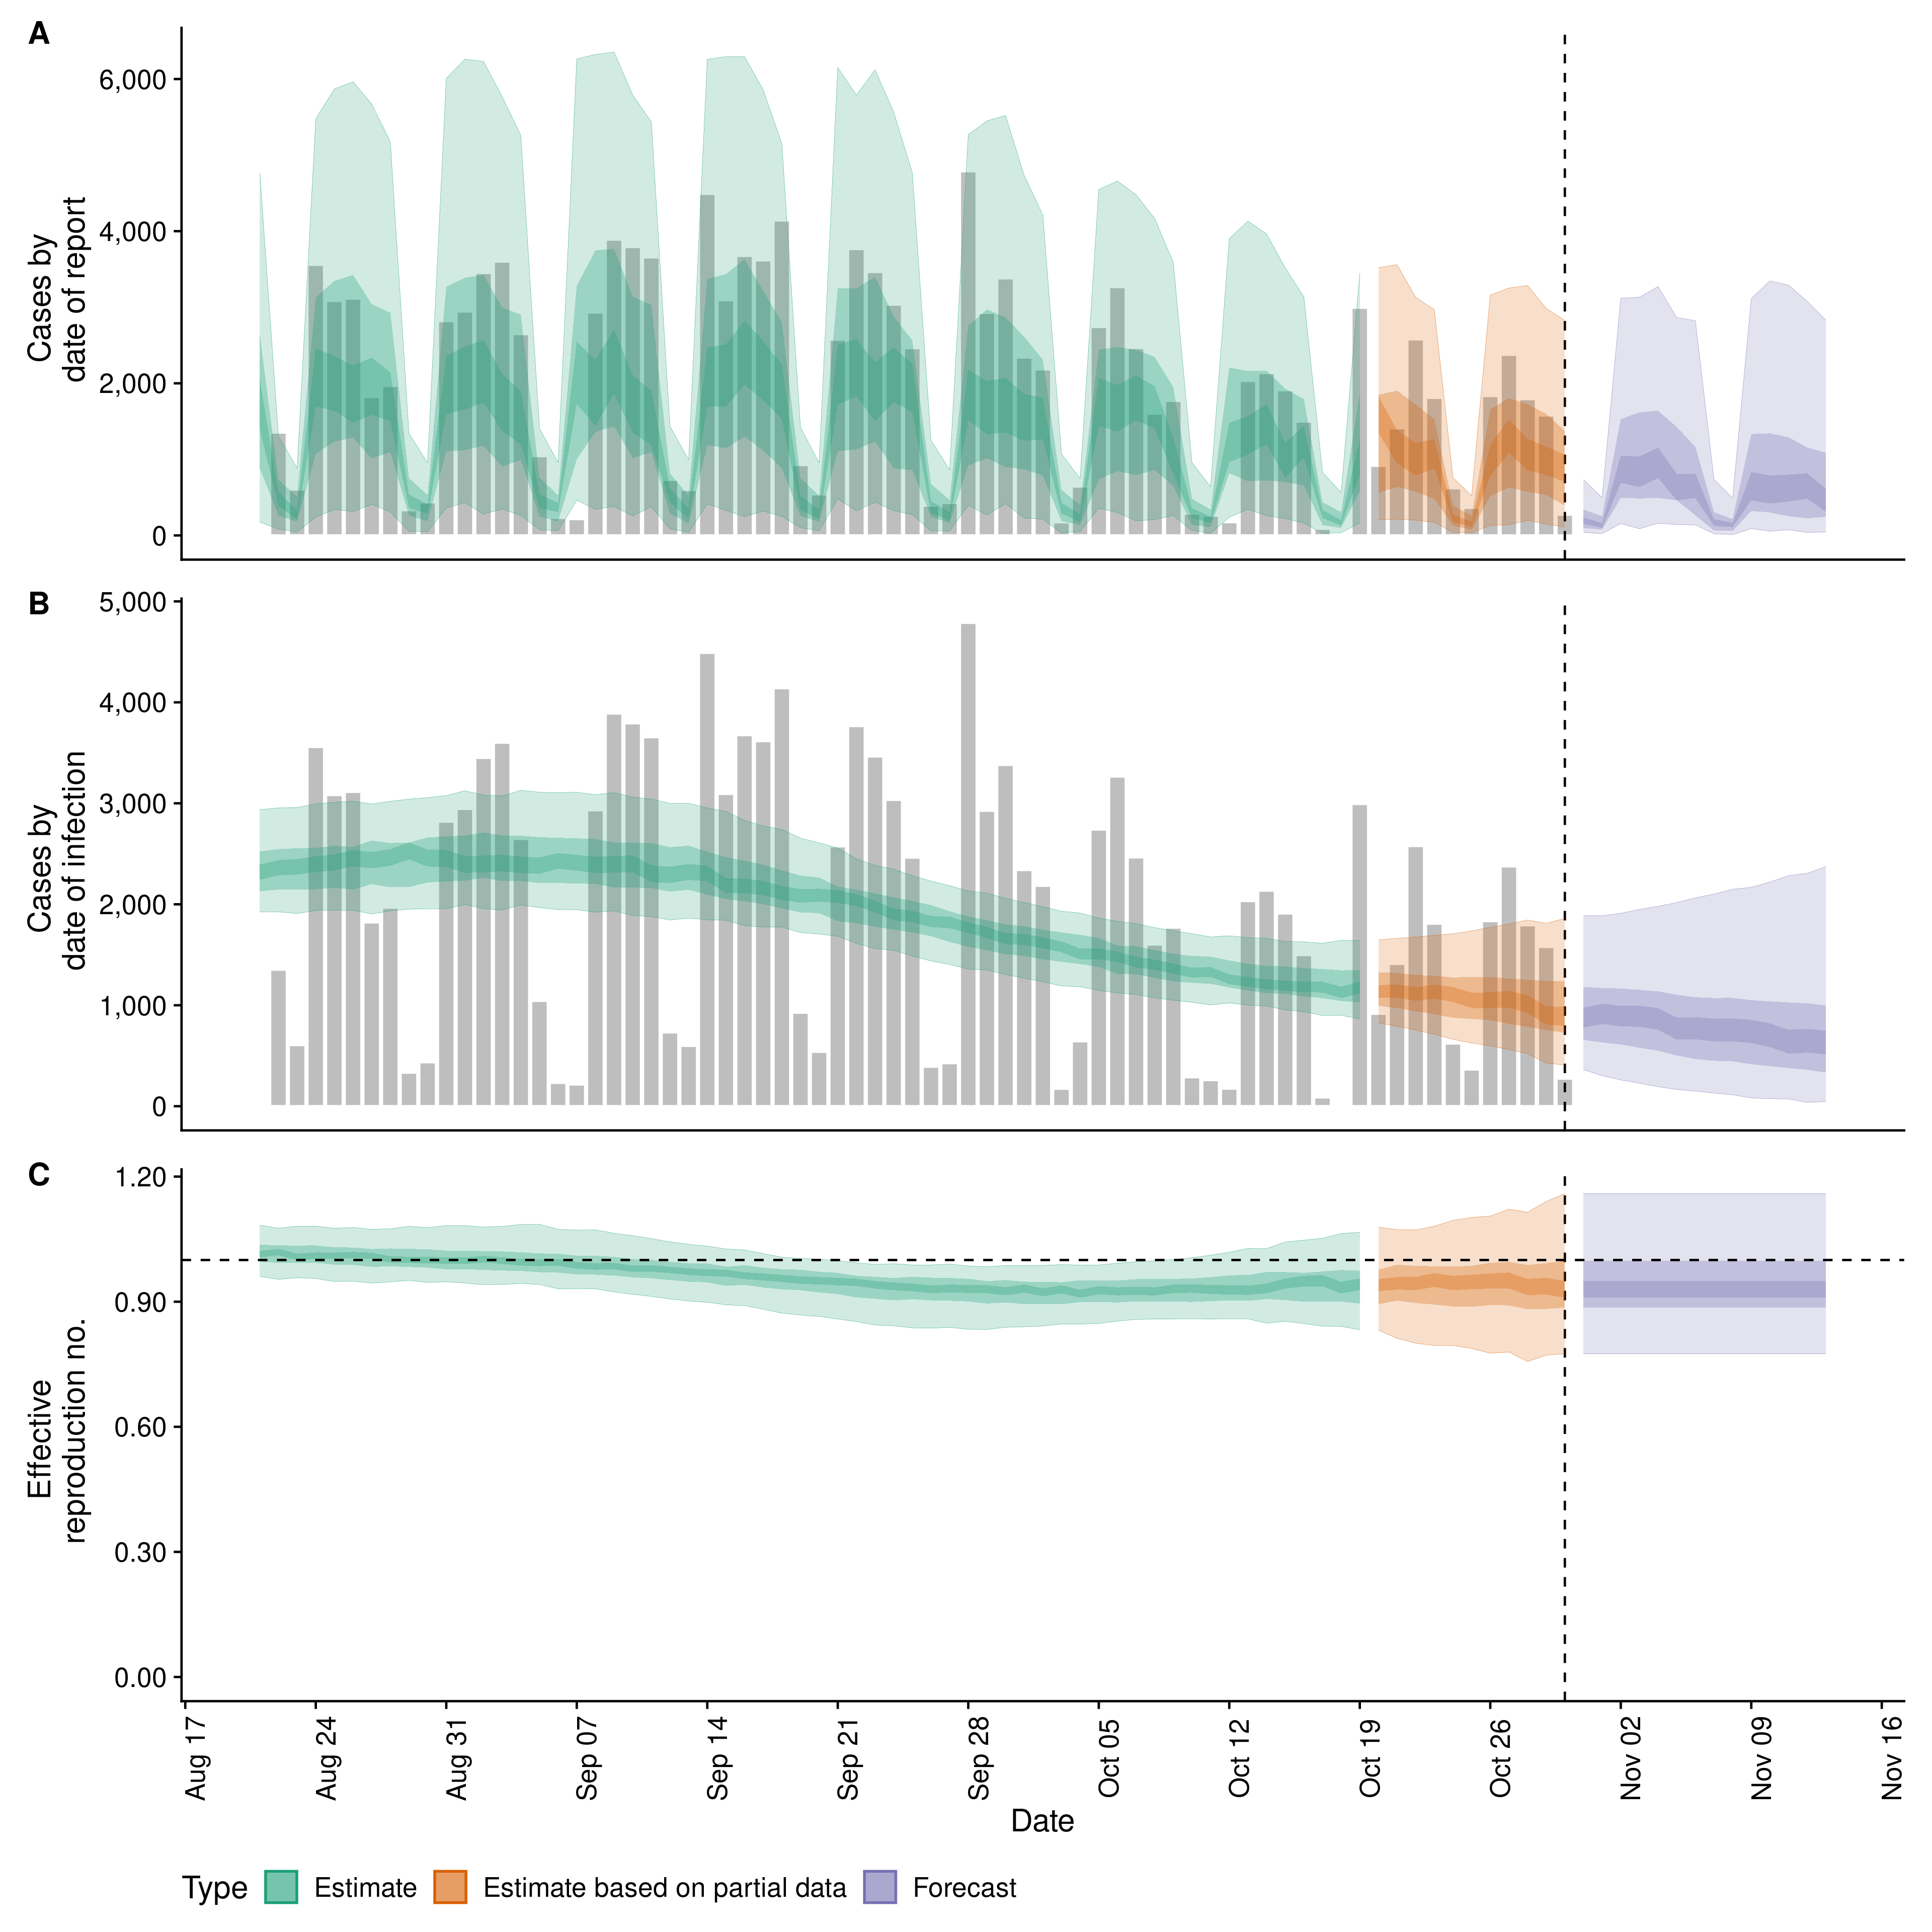 A
6,000
4,000
2,000
0
Cases by
date of report
B
5,000
4,000
3,000
2,000
1,000
0
Cases by
date of infection
C
1.20
0.90
0.60
0.30
0.00
Effective
reproduction no.
Aug 17
Aug 24
Aug 31
Sep 07
Sep 14
Sep 21
Sep 28
Oct 05
Oct 12
Oct 19
Oct 26
Nov 02
Nov 09
Nov 16
Date
Type Estimate Estimate based on partial data Forecast